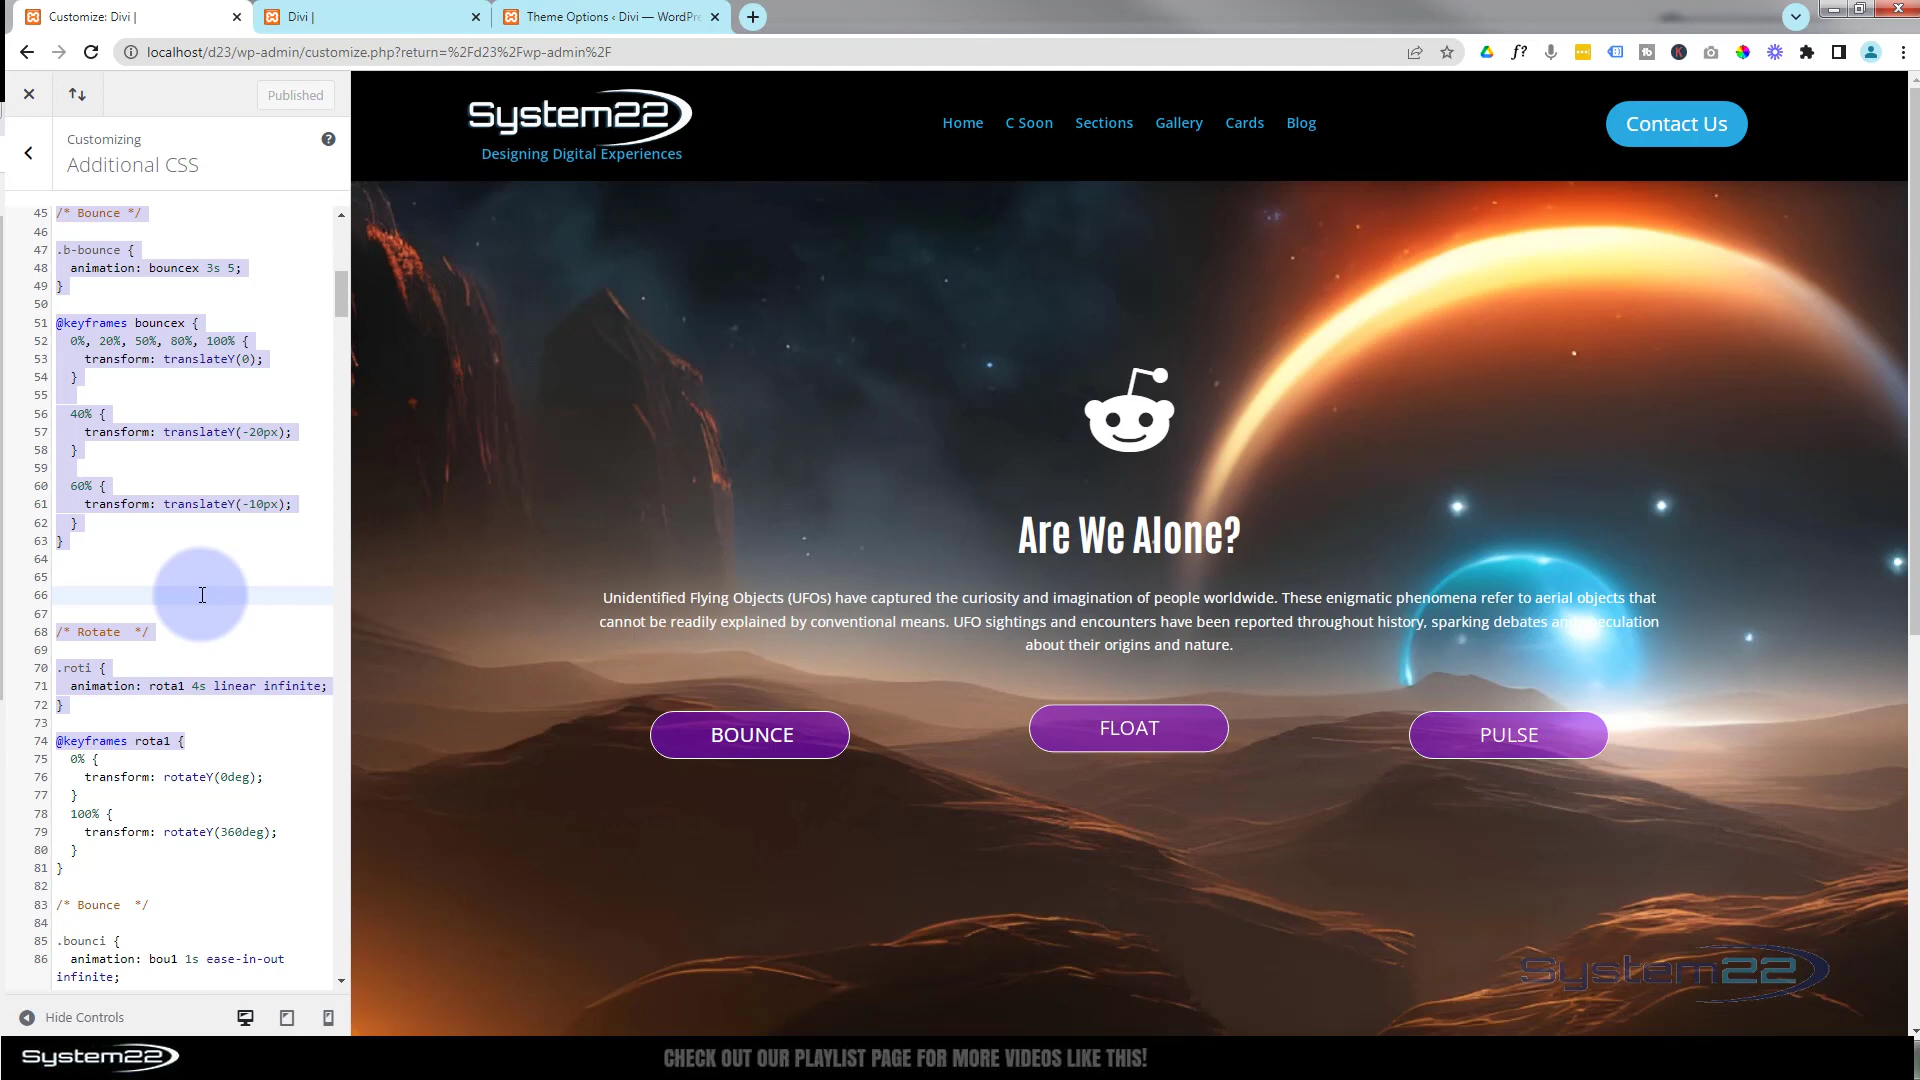 Customize: Divi |
Divi |
Theme Options ‹ Divi — WordPre
localhost/d23/wp-admin/customize.php?return=%2Fd23%2Fwp-admin%2F
Published
Customizing
Additional CSS
45 /* Bounce */
46
47 .b-bounce {
48 animation: bouncex 3s 5;
49 }
50
51 @keyframes bouncex {
52 0%, 20%, 50%, 80%, 100% {
53 transform: translateY(0);
54 }
55
56 40% {
57 transform: translateY(-20px);
58 }
59
60 60% {
61 transform: translateY(-10px);
62 }
63 }
64
65
66
67
68 /* Rotate */
69
70 .roti {
71 animation: rota1 4s linear infinite;
72 }
73
74 @keyframes rota1 {
75 0% {
76 transform: rotateY(0deg);
77 }
78 100% {
79 transform: rotateY(360deg);
80 }
81 }
82
83 /* Bounce */
84
85 .bounci {
86 animation: bou1 1s ease-in-out
infinite;
Hide Controls
System22
Designing Digital Experiences
Home
C Soon
Sections
Gallery
Cards
Blog
Contact Us
Are We Alone?
Unidentified Flying Objects (UFOs) have captured the curiosity and imagination of people worldwide. These enigmatic phenomena refer to aerial objects that
cannot be readily explained by conventional means. UFO sightings and encounters have been reported throughout history, sparking debates and speculation
about their origins and nature.
BOUNCE
FLOAT
PULSE
System22
System22
CHECK OUT OUR PLAYLIST PAGE FOR MORE VIDEOS LIKE THIS!